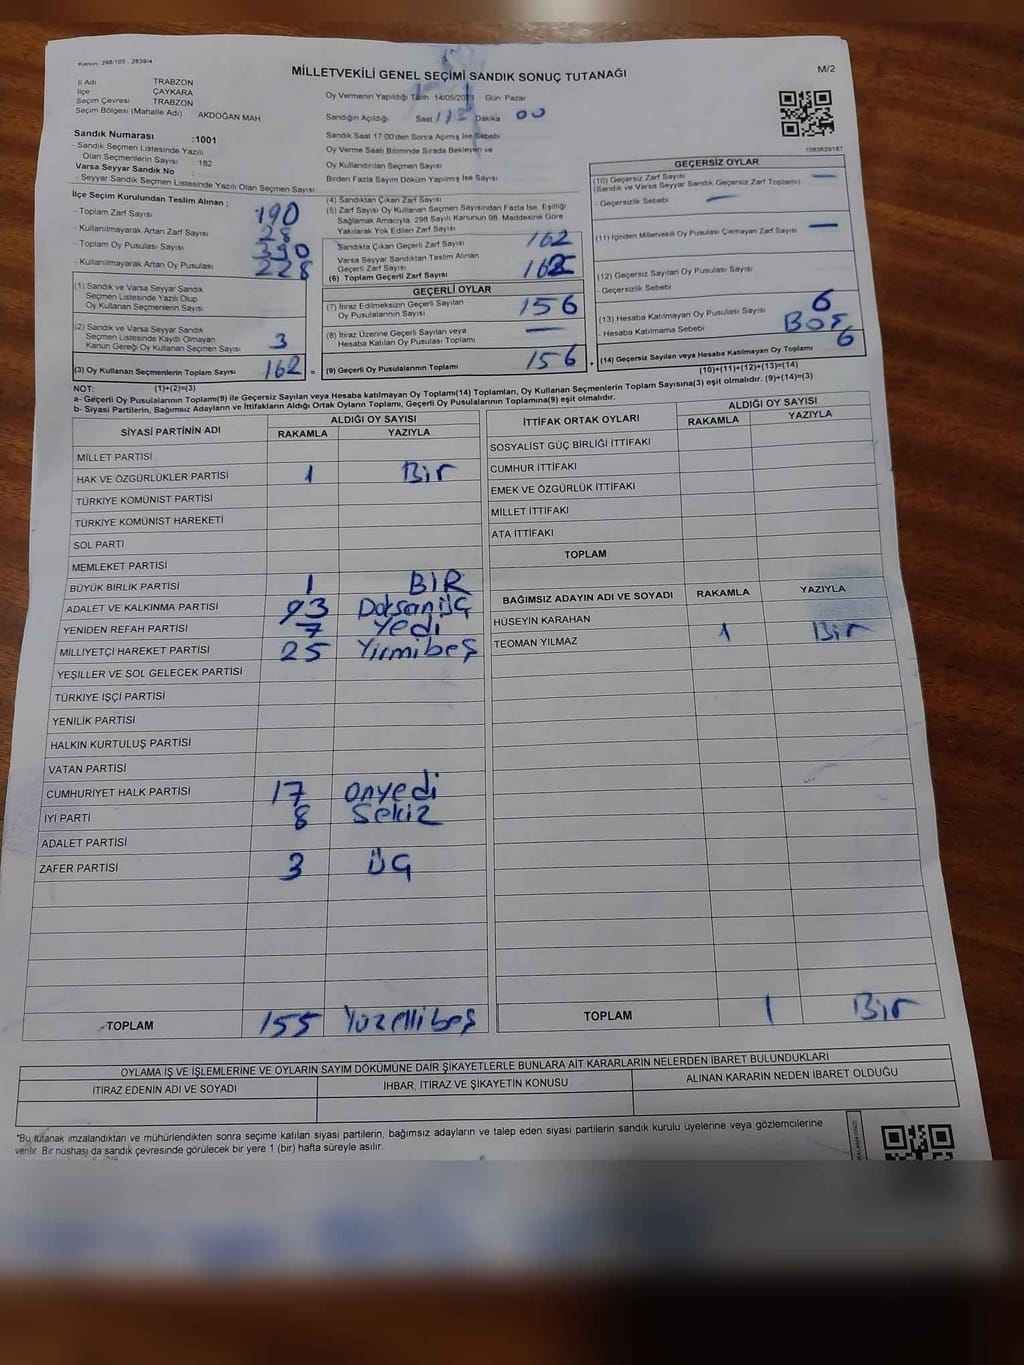 Kanun: 298/105 . 2839/4
MİLLETVEKİLİ GENEL SEÇİMİ SANDIK SONUÇ TUTANAĞI
M/2
İl Adı TRABZON
İlçe ÇAYKARA
Seçim Çevresi TRABZON
Seçim Bölgesi (Mahalle Adı) AKDOĞAN MAH
Sandık Numarası :1001
- Sandık Seçmen Listesinde Yazılı
Olan Seçmenlerin Sayısı : 182
Varsa Seyyar Sandık No :
- Seyyar Sandık Seçmen Listesinde Yazılı Olan Seçmen Sayısı
Oy Vermenin Yapıldığı Tarih 14/05/2023 Gün Pazar
Sandığın Açıldığı Saat Dakika 00
Sandık Saat 17:00'den Sonra Açımış İse Sebebi
Oy Verme Saati Bitiminde Sırada Bekleyen ve
Oy Kullandırılan Seçmen Sayısı
Birden Fazla Sayım Döküm Yapılmış İse Sayısı
1083629187
İlçe Seçim Kurulundan Teslim Alınan ;
- Toplam Zarf Sayısı 190
- Kullanılmayarak Artan Zarf Sayısı 28
- Toplam Oy Pusulası Sayısı 390
- Kullanılmayarak Artan Oy Pusulası 228
(1) Sandık ve Varsa Seyyar Sandık
Seçmen Listesinde Yazılı Olup
Oy Kullanan Seçmenlerin Sayısı
(2) Sandık ve Varsa Seyyar Sandık
Seçmen Listesinde Kayıtlı Olmayan
Kanun Gereği Oy Kullanan Seçmen Sayısı 3
(3) Oy Kullanan Seçmenlerin Toplam Sayısı 162 =
(4) Sandıktan Çıkan Zarf Sayısı
(5) Zarf Sayısı Oy Kullanan Seçmen Sayısından Fazla İse, Eşitliği
Sağlamak Amacıyla, 298 Sayılı Kanunun 98. Maddesine Göre
Yakılarak Yok Edilen Zarf Sayısı
Sandıkta Çıkan Geçerli Zarf Sayısı 162
Varsa Seyyar Sandıktan Teslim Alınan
Geçerli Zarf Sayısı
(6) Toplam Geçerli Zarf Sayısı 162
GEÇERLİ OYLAR
(7) İtiraz Edilmeksizin Geçerli Sayılan
Oy Pusulalarının Sayısı 156
(8) İtiraz Üzerine Geçerli Sayılan veya
Hesaba Katılan Oy Pusulası Toplamı —
(9) Geçerli Oy Pusulalarının Toplamı 156 +
GEÇERSİZ OYLAR
(10) Geçersiz Zarf Sayısı —
(Sandık ve Varsa Seyyar Sandık Geçersiz Zarf Toplamı)
- Geçersizlik Sebebi —
(11) İçinden Milletvekili Oy Pusulası Çıkmayan Zarf Sayısı —
(12) Geçersiz Sayılan Oy Pusulası Sayısı
- Geçersizlik Sebebi
(13) Hesaba Katılmayan Oy Pusulası Sayısı 6
- Hesaba Katılmama Sebebi BOŞ
(14) Geçersiz Sayılan veya Hesaba Katılmayan Oy Toplamı 6
(10)+(11)+(12)+(13)=(14)
NOT: (1)+(2)=(3)
a- Geçerli Oy Pusulalarının Toplamı(9) ile Geçersiz Sayılan veya Hesaba katılmayan Oy Toplamı(14) Toplamları, Oy Kullanan Seçmenlerin Toplam Sayısına(3) eşit olmalıdır. (9)+(14)=(3)
b- Siyasi Partilerin, Bağımsız Adayların ve İttifakların Aldığı Ortak Oyların Toplamı, Geçerli Oy Pusulalarının Toplamına(9) eşit olmalıdır.
SİYASİ PARTİNİN ADI ALDIĞI OY SAYISI
RAKAMLA YAZIYLA
MİLLET PARTİSİ
HAK VE ÖZGÜRLÜKLER PARTİSİ 1 Bir
TÜRKİYE KOMÜNİST PARTİSİ
TÜRKİYE KOMÜNİST HAREKETİ
SOL PARTİ
MEMLEKET PARTİSİ
BÜYÜK BİRLİK PARTİSİ 1 BİR
ADALET VE KALKINMA PARTİSİ 93 Doksanüç
YENİDEN REFAH PARTİSİ 7 Yedi
MİLLİYETÇİ HAREKET PARTİSİ 25 Yirmibeş
YEŞİLLER VE SOL GELECEK PARTİSİ
TÜRKİYE İŞÇİ PARTİSİ
YENİLİK PARTİSİ
HALKIN KURTULUŞ PARTİSİ
VATAN PARTİSİ
CUMHURİYET HALK PARTİSİ 17 onyedi
İYİ PARTİ 8 Sekiz
ADALET PARTİSİ
ZAFER PARTİSİ 3 ÜÇ
TOPLAM 155 Yüzellibeş
İTTİFAK ORTAK OYLARI ALDIĞI OY SAYISI
RAKAMLA YAZIYLA
SOSYALİST GÜÇ BİRLİĞİ İTTİFAKI
CUMHUR İTTİFAKI
EMEK VE ÖZGÜRLÜK İTTİFAKI
MİLLET İTTİFAKI
ATA İTTİFAKI
TOPLAM
BAĞIMSIZ ADAYIN ADI VE SOYADI RAKAMLA YAZIYLA
HÜSEYİN KARAHAN
TEOMAN YILMAZ 1 Bir
TOPLAM 1 Bir
OYLAMA İŞ VE İŞLEMLERİNE VE OYLARIN SAYIM DÖKÜMÜNE DAİR ŞİKAYETLERLE BUNLARA AİT KARARLARIN NELERDEN İBARET BULUNDUKLARI
İTİRAZ EDENİN ADI VE SOYADI İHBAR, İTİRAZ VE ŞİKAYETİN KONUSU ALINAN KARARIN NEDEN İBARET OLDUĞU
*Bu tutanak imzalandıktan ve mühürlendikten sonra seçime katılan siyasi partilerin, bağımsız adayların ve talep eden siyasi partilerin sandık kurulu üyelerine veya gözlemcilerine
verilir. Bir nüshası da sandık çevresinde görülecek bir yere 1 (bir) hafta süreyle asılır.